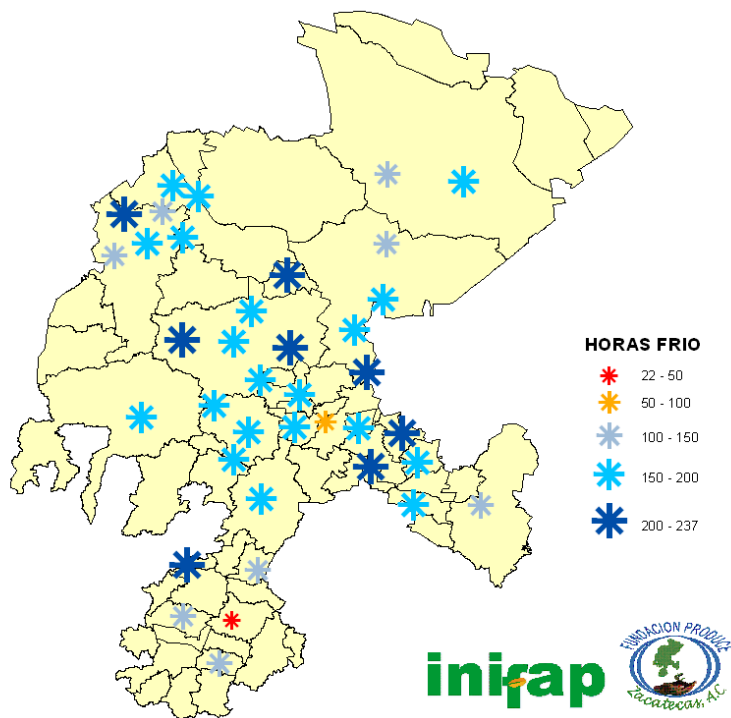 HORAS FRIO
22 - 50
50 - 100
100 - 150
150 - 200
200 - 237
inifap
FUNDACION PRODUCE
Zacatecas, A.C.